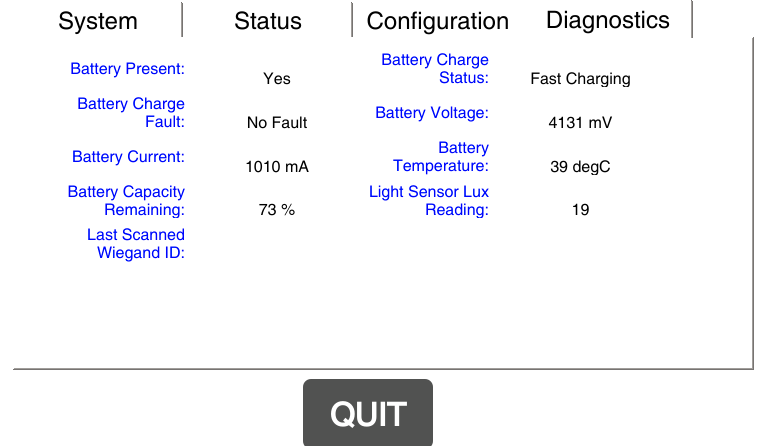 System Status Configuration Diagnostics
Battery Present: Yes
Battery Charge Fault: No Fault
Battery Current: 1010 mA
Battery Capacity Remaining: 73 %
Last Scanned Wiegand ID:
Battery Charge Status: Fast Charging
Battery Voltage: 4131 mV
Battery Temperature: 39 degC
Light Sensor Lux Reading: 19
QUIT